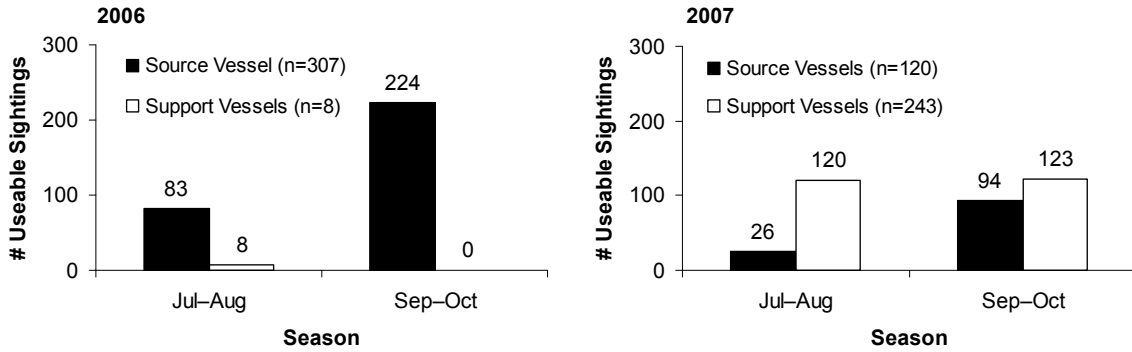 2006
300
200
100
0
# Useable Sightings
Source Vessel (n=307)
Support Vessels (n=8)
83
8
224
0
Jul–Aug
Sep–Oct
Season
2007
300
200
100
0
# Useable Sightings
Source Vessels (n=120)
Support Vessels (n=243)
26
120
94
123
Jul–Aug
Sep–Oct
Season